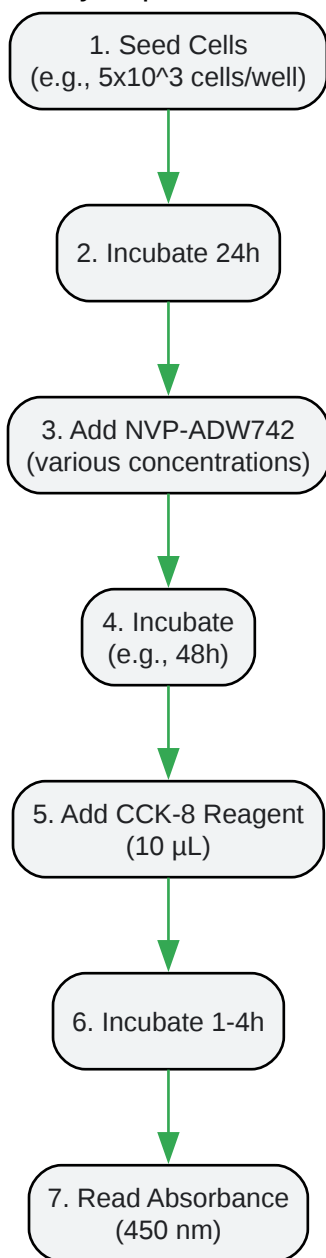 1. Seed Cells
(e.g., 5x10^3 cells/well)
2. Incubate 24h
3. Add NVP-ADW742
(various concentrations)
4. Incubate
(e.g., 48h)
5. Add CCK-8 Reagent
(10 µL)
6. Incubate 1-4h
7. Read Absorbance
(450 nm)